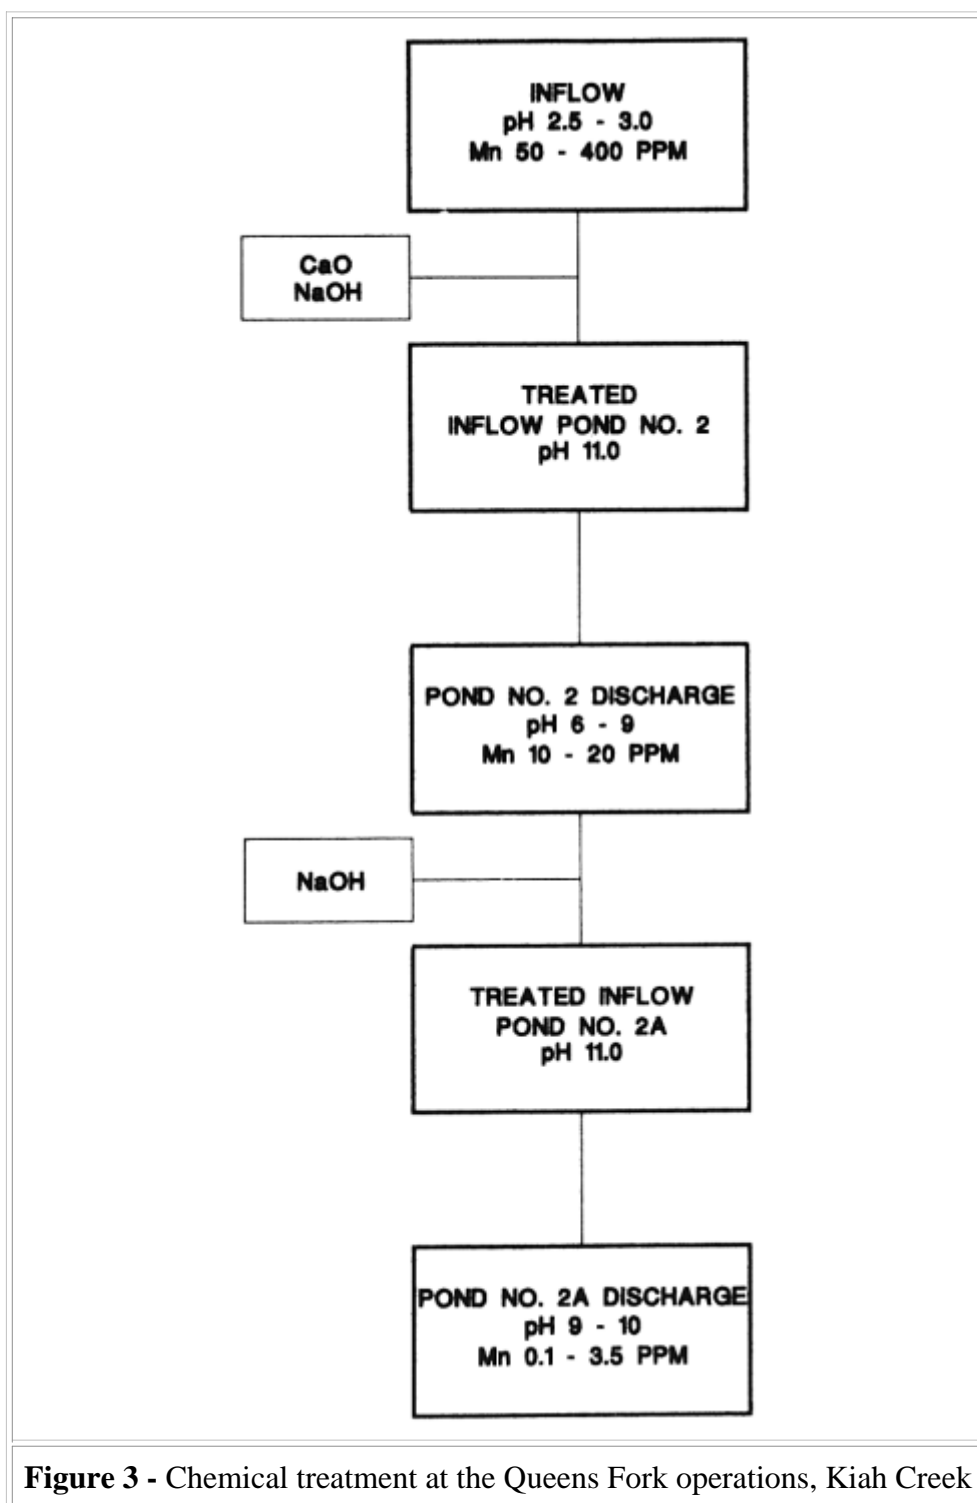 INFLOW
pH 2.5 - 3.0
Mn 50 - 400 PPM
CaO
NaOH
TREATED
INFLOW POND NO. 2
pH 11.0
POND NO. 2 DISCHARGE
pH 6 - 9
Mn 10 - 20 PPM
NaOH
TREATED INFLOW
POND NO. 2A
pH 11.0
POND NO. 2A DISCHARGE
pH 9 - 10
Mn 0.1 - 3.5 PPM
Figure 3 - Chemical treatment at the Queens Fork operations, Kiah Creek